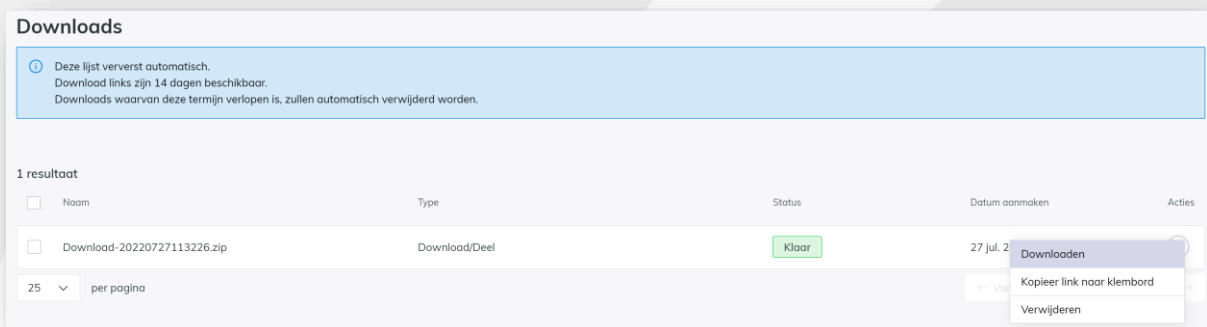 Downloads
Deze lijst ververst automatisch.
Download links zijn 14 dagen beschikbaar.
Downloads waarvan deze termijn verlopen is, zullen automatisch verwijderd worden.
1 resultaat
Naam Type Status Datum aanmaken Acties
Download-20220727113226.zip Download/Deel Klaar 27 jul.
Downloaden
25 per pagina
Kopieer link naar klembord
Verwijderen